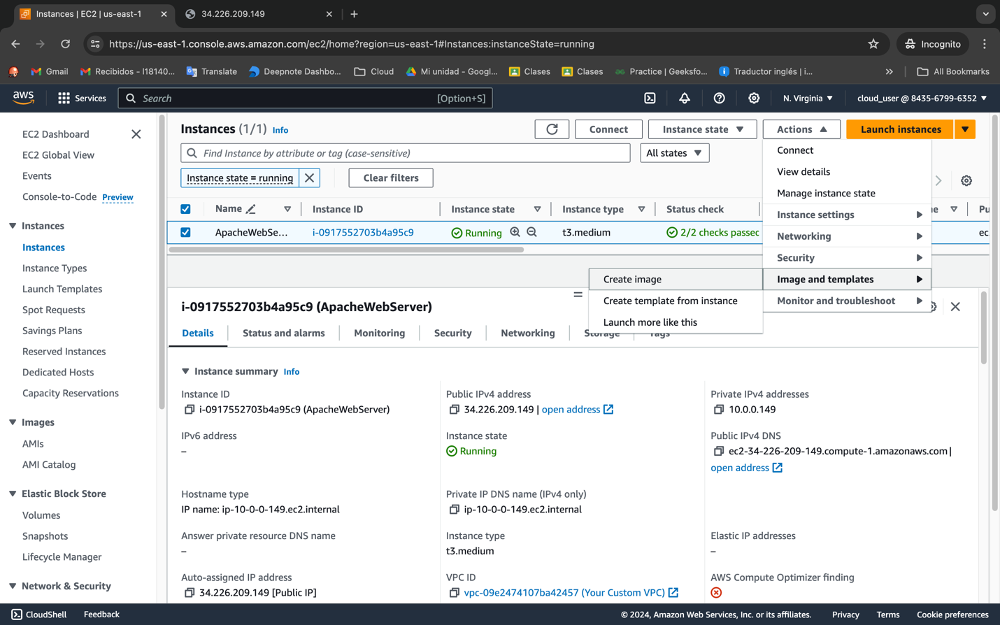 Instances | EC2 | us-east-1
34.226.209.149
https://us-east-1.console.aws.amazon.com/ec2/home?region=us-east-1#Instances:instanceState=running
Incognito
Gmail
Recibidos - l18140...
Translate
Deepnote Dashbo...
Cloud
Mi unidad - Googl...
Clases
Clases
Practice | Geeksfo...
Traductor inglés | i...
All Bookmarks
aws
Services
Search
[Option+S]
N. Virginia
cloud_user @ 8435-6799-6352
EC2 Dashboard
EC2 Global View
Events
Console-to-Code Preview
Instances
Instances
Instance Types
Launch Templates
Spot Requests
Savings Plans
Reserved Instances
Dedicated Hosts
Capacity Reservations
Images
AMIs
AMI Catalog
Elastic Block Store
Volumes
Snapshots
Lifecycle Manager
Network & Security
Instances (1/1) Info
Connect
Instance state
Actions
Launch instances
Find Instance by attribute or tag (case-sensitive)
All states
Instance state = running
Clear filters
Name
Instance ID
Instance state
Instance type
Status check
ApacheWebSe...
i-0917552703b4a95c9
Running
t3.medium
2/2 checks passec
ec
Connect
View details
Manage instance state
Instance settings
Networking
Security
Image and templates
Monitor and troubleshoot
Create image
Create template from instance
Launch more like this
i-0917552703b4a95c9 (ApacheWebServer)
Details
Status and alarms
Monitoring
Security
Networking
Storage
Tags
Instance summary Info
Instance ID
i-0917552703b4a95c9 (ApacheWebServer)
Public IPv4 address
34.226.209.149 | open address
Private IPv4 addresses
10.0.0.149
IPv6 address
–
Instance state
Running
Public IPv4 DNS
ec2-34-226-209-149.compute-1.amazonaws.com |
open address
Hostname type
IP name: ip-10-0-0-149.ec2.internal
Private IP DNS name (IPv4 only)
ip-10-0-0-149.ec2.internal
Answer private resource DNS name
–
Instance type
t3.medium
Elastic IP addresses
–
Auto-assigned IP address
34.226.209.149 [Public IP]
VPC ID
vpc-09e2474107ba42457 (Your Custom VPC)
AWS Compute Optimizer finding
CloudShell
Feedback
© 2024, Amazon Web Services, Inc. or its affiliates.
Privacy
Terms
Cookie preferences